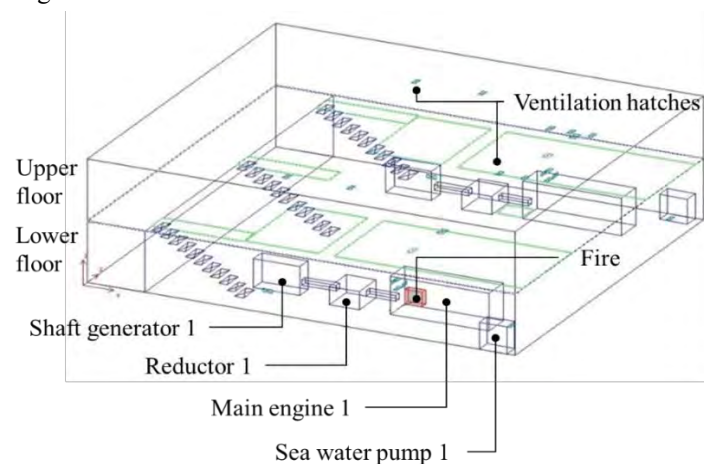 Ventilation hatches
Upper
floor
Lower
floor
Fire
Shaft generator 1
Reductor 1
Main engine 1
Sea water pump 1